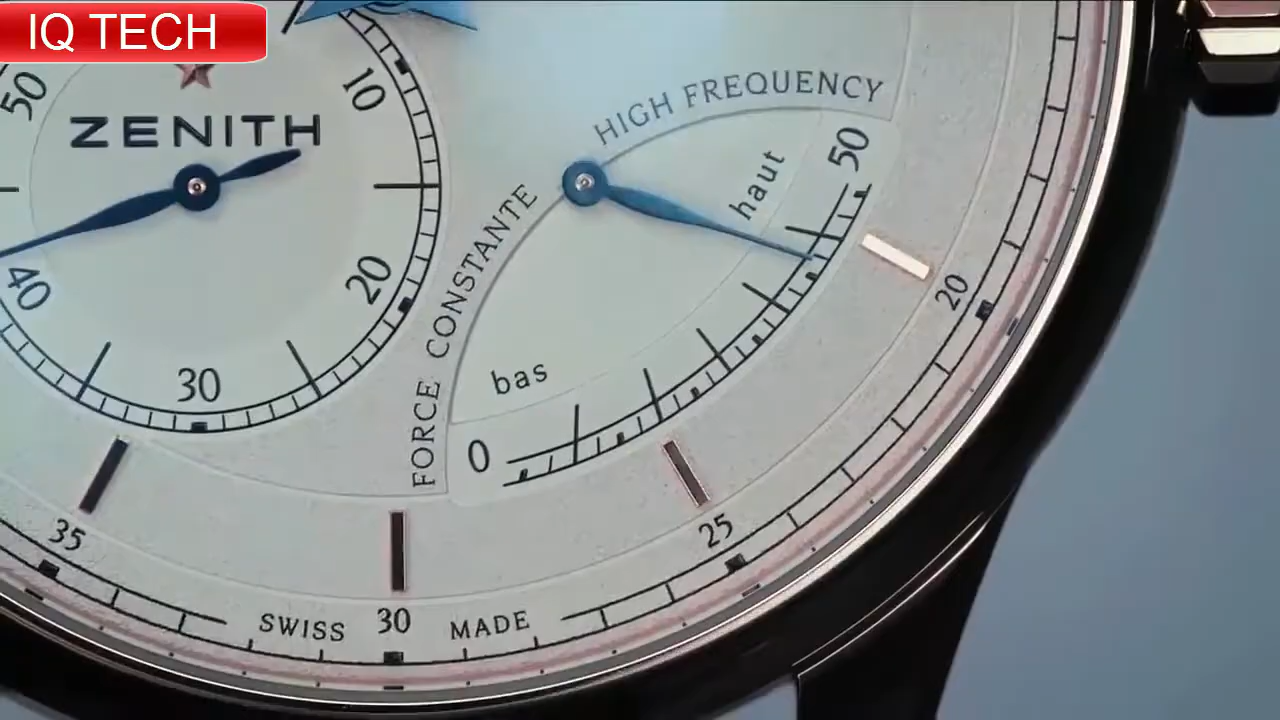 IQ TECH
50
10
ZENITH
HIGH FREQUENCY
50
haut
FORCE CONSTANTE
20
40
20
30
bas
0
35
25
SWISS 30 MADE